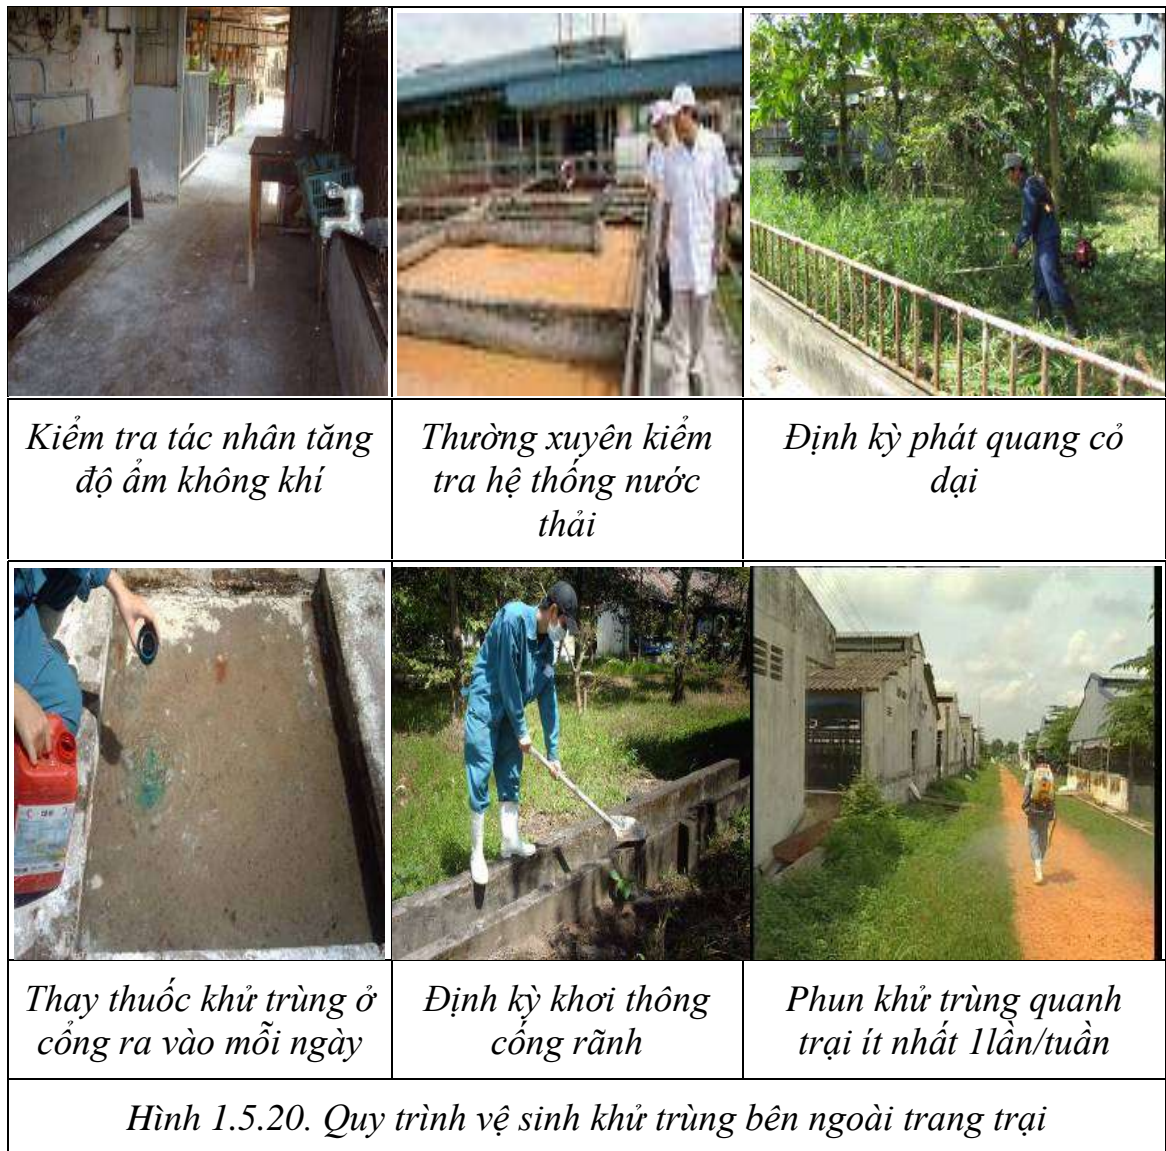 Kiểm tra tác nhân tăng
độ ẩm không khí
Thường xuyên kiểm
tra hệ thống nước
thải
Định kỳ phát quang cỏ
dại
Thay thuốc khử trùng ở
cổng ra vào mỗi ngày
Định kỳ khơi thông
cống rãnh
Phun khử trùng quanh
trại ít nhất 1lần/tuần
Hình 1.5.20. Quy trình vệ sinh khử trùng bên ngoài trang trại